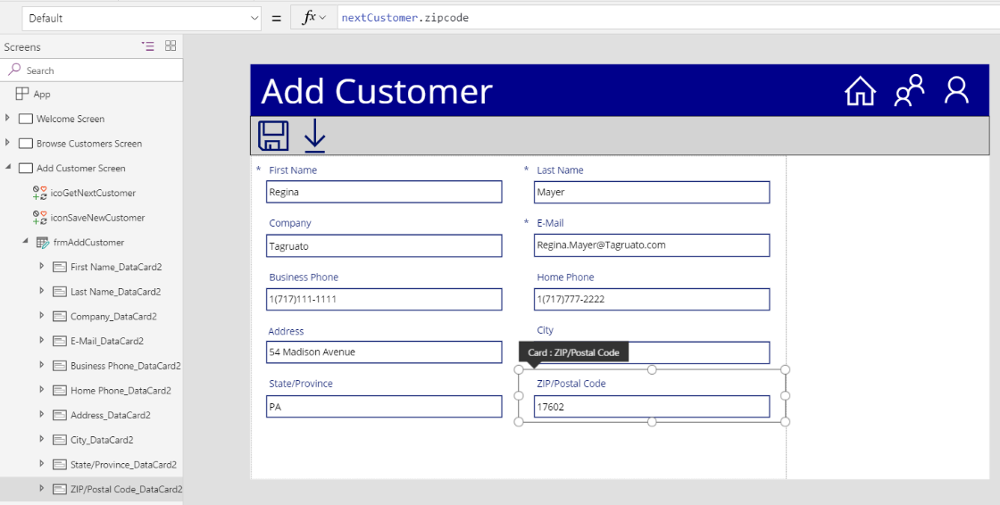 Default
=
fx
nextCustomer.zipcode
Screens
Search
App
Welcome Screen
Browse Customers Screen
Add Customer Screen
icoGetNextCustomer
iconSaveNewCustomer
frmAddCustomer
First Name_DataCard2
Last Name_DataCard2
Company_DataCard2
E-Mail_DataCard2
Business Phone_DataCard2
Home Phone_DataCard2
Address_DataCard2
City_DataCard2
State/Province_DataCard2
ZIP/Postal Code_DataCard2
Add Customer
* First Name
Regina
* Last Name
Mayer
Company
Tagruato
* E-Mail
Regina.Mayer@Tagruato.com
Business Phone
1(717)111-1111
Home Phone
1(717)777-2222
Address
54 Madison Avenue
City
Card : ZIP/Postal Code
State/Province
PA
ZIP/Postal Code
17602